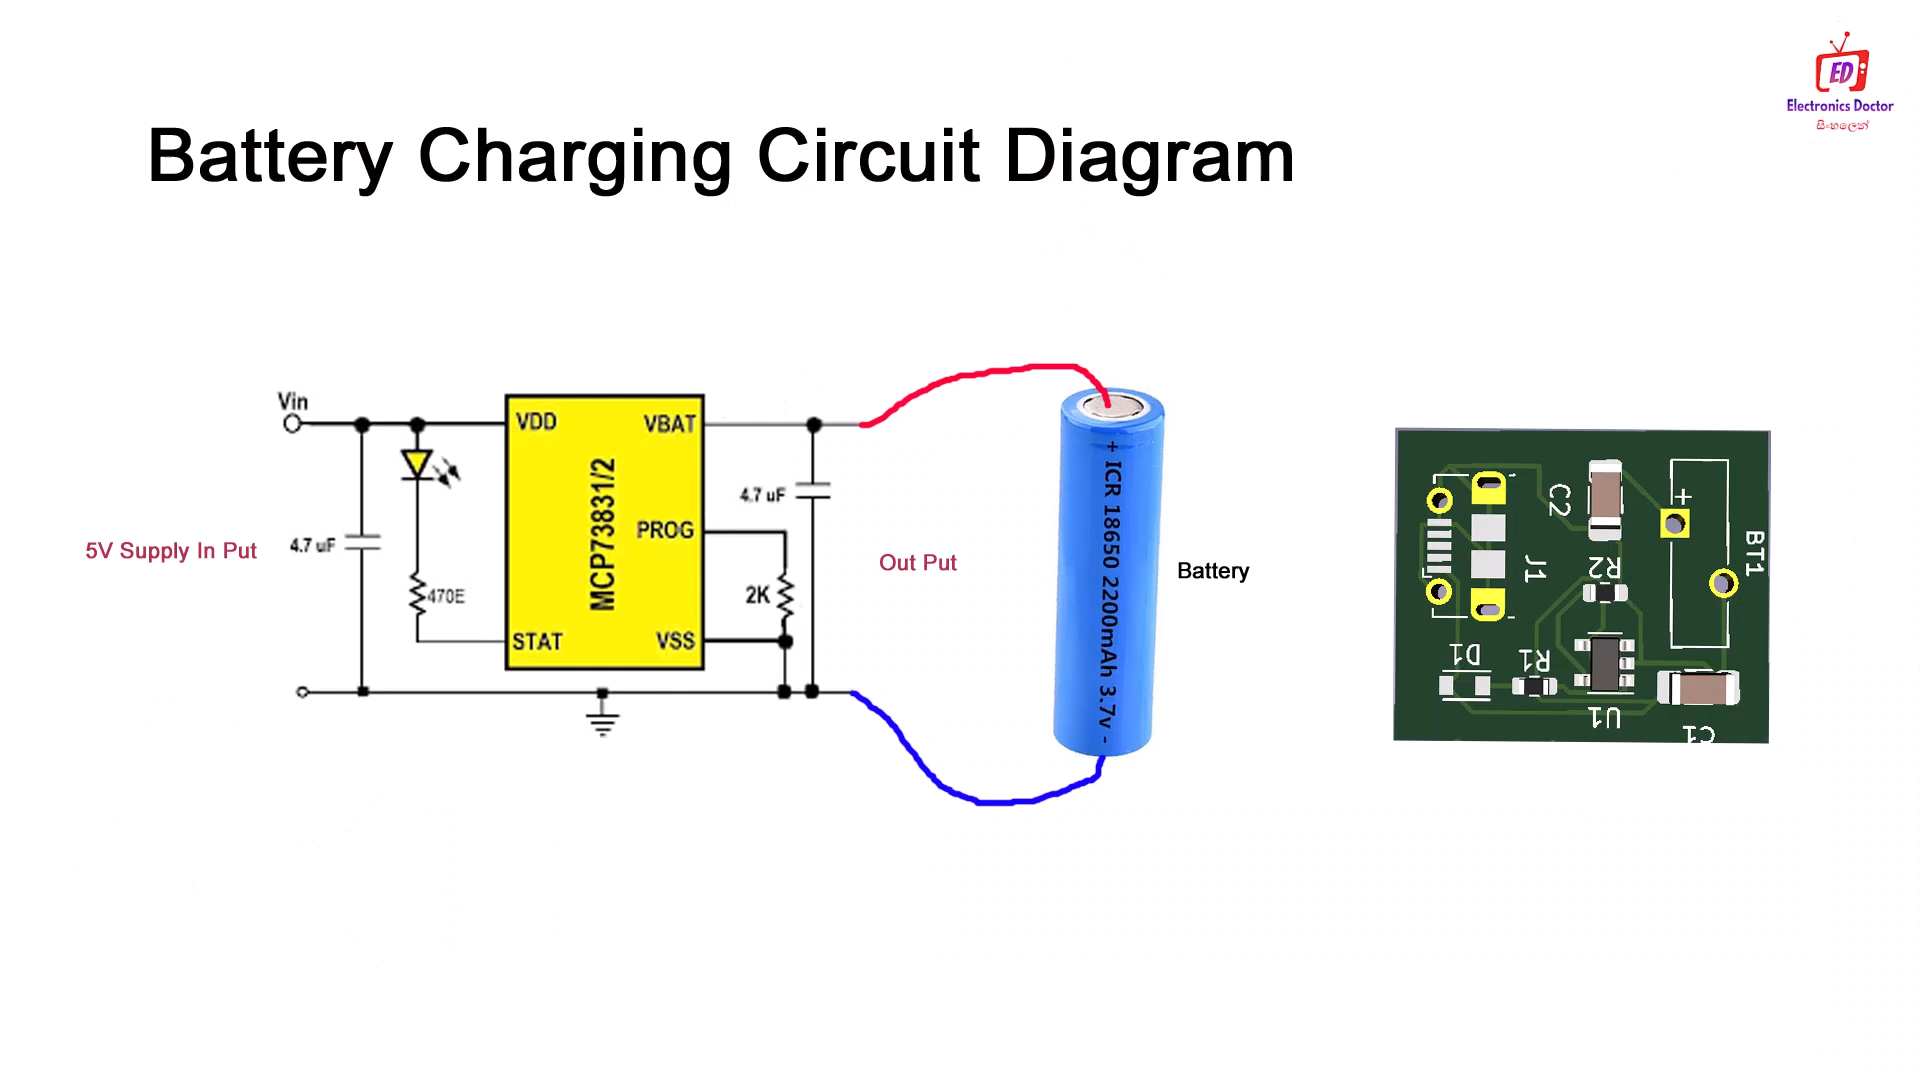 ED
Electronics Doctor
සිංහලෙන්
Battery Charging Circuit Diagram
Vin
VDD
VBAT
MCP73831/2
4.7 uF
PROG
5V Supply In Put
4.7 uF
470E
2K
STAT
VSS
Out Put
+ ICR 18650 2200mAh 3.7v -
Battery
C2
+
BT1
J1
R2
D1
R1
U1
C1